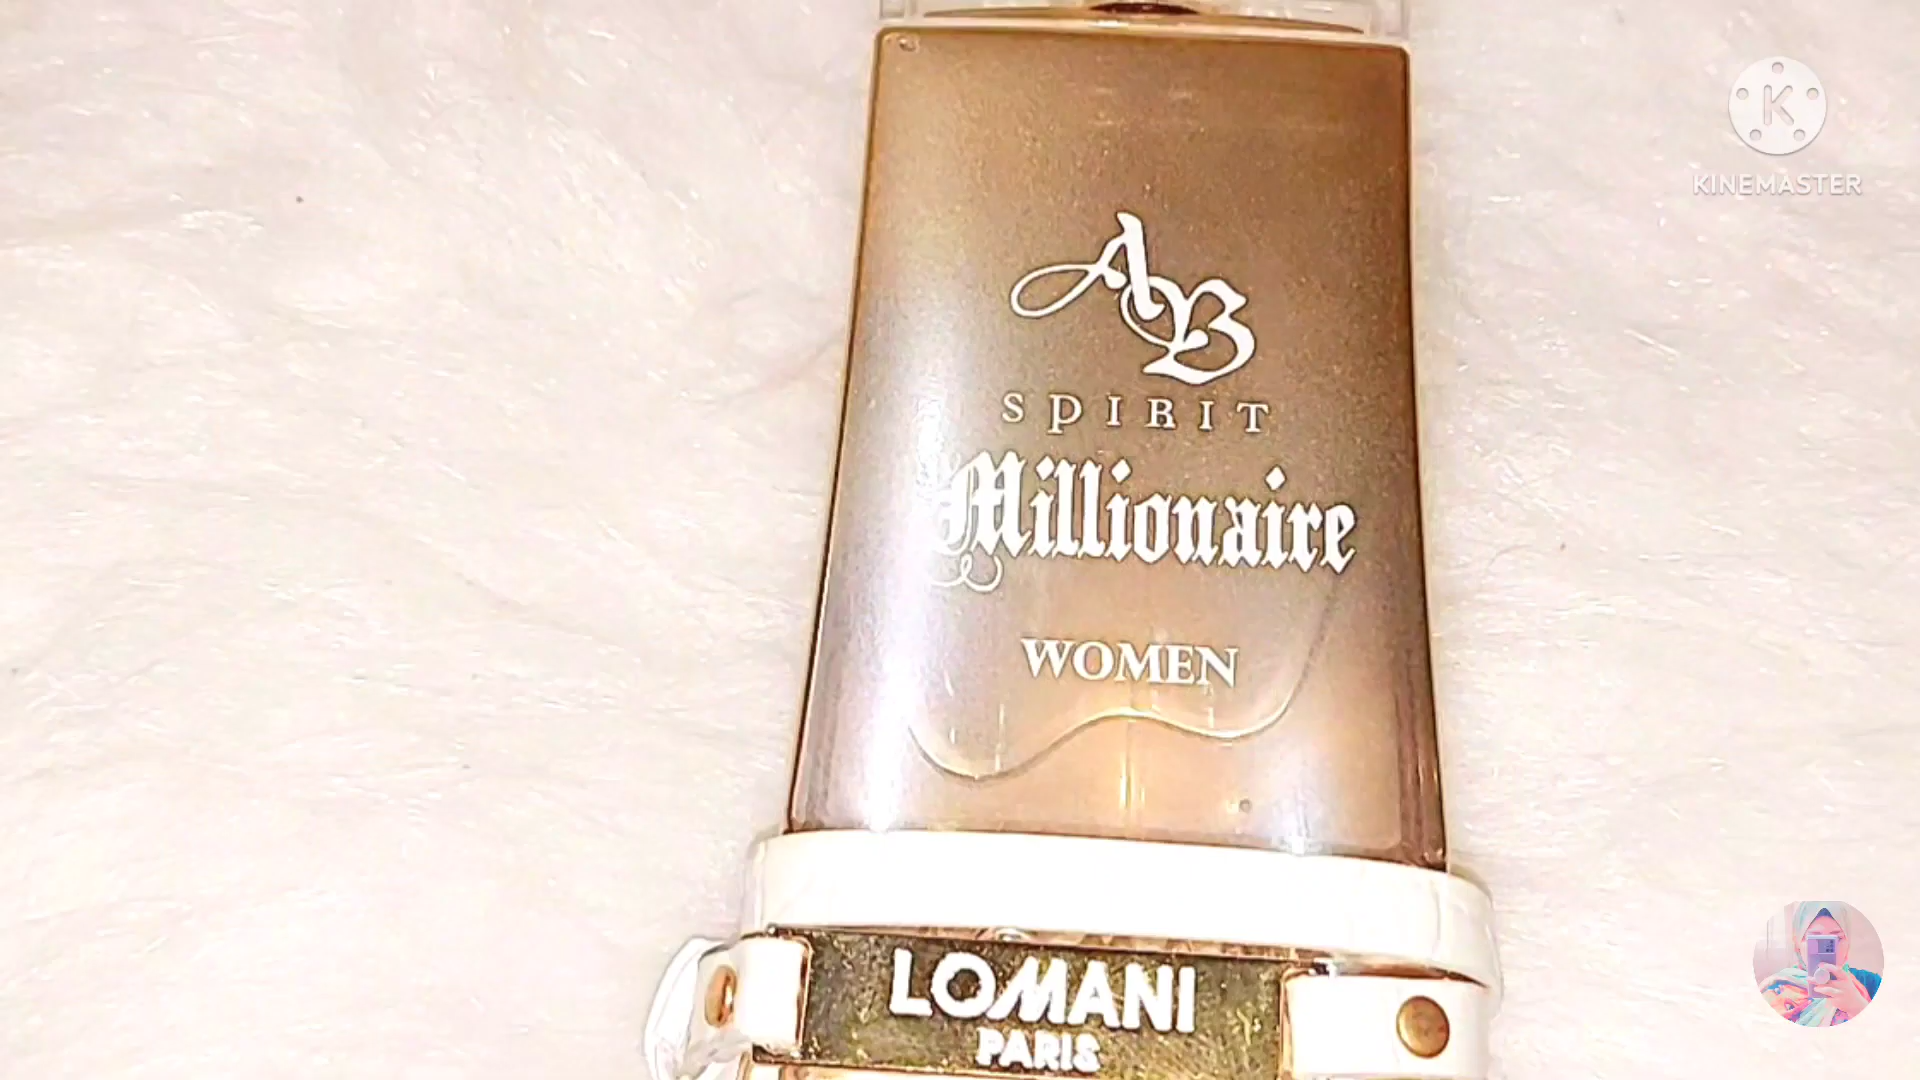 K
KINEMASTER
AB
SPIRIT
Millionaire
WOMEN
LOMANI
PARIS